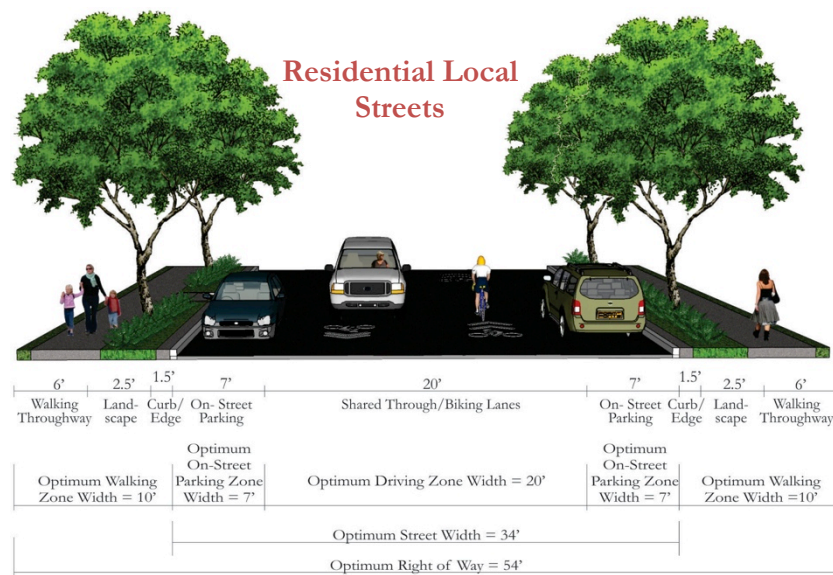 Residential Local
Streets
6' 2.5' 1.5' 7' 20' 7' 1.5' 2.5' 6'
Walking Throughway
Land-scape
Curb/ Edge
On- Street Parking
Shared Through/Biking Lanes
On- Street Parking
Curb/ Edge
Land-scape
Walking Throughway
Optimum Walking
Zone Width = 10'
Optimum
On-Street
Parking Zone
Width = 7'
Optimum Driving Zone Width = 20'
Optimum
On-Street
Parking Zone
Width = 7'
Optimum Walking
Zone Width =10'
Optimum Street Width = 34'
Optimum Right of Way = 54'